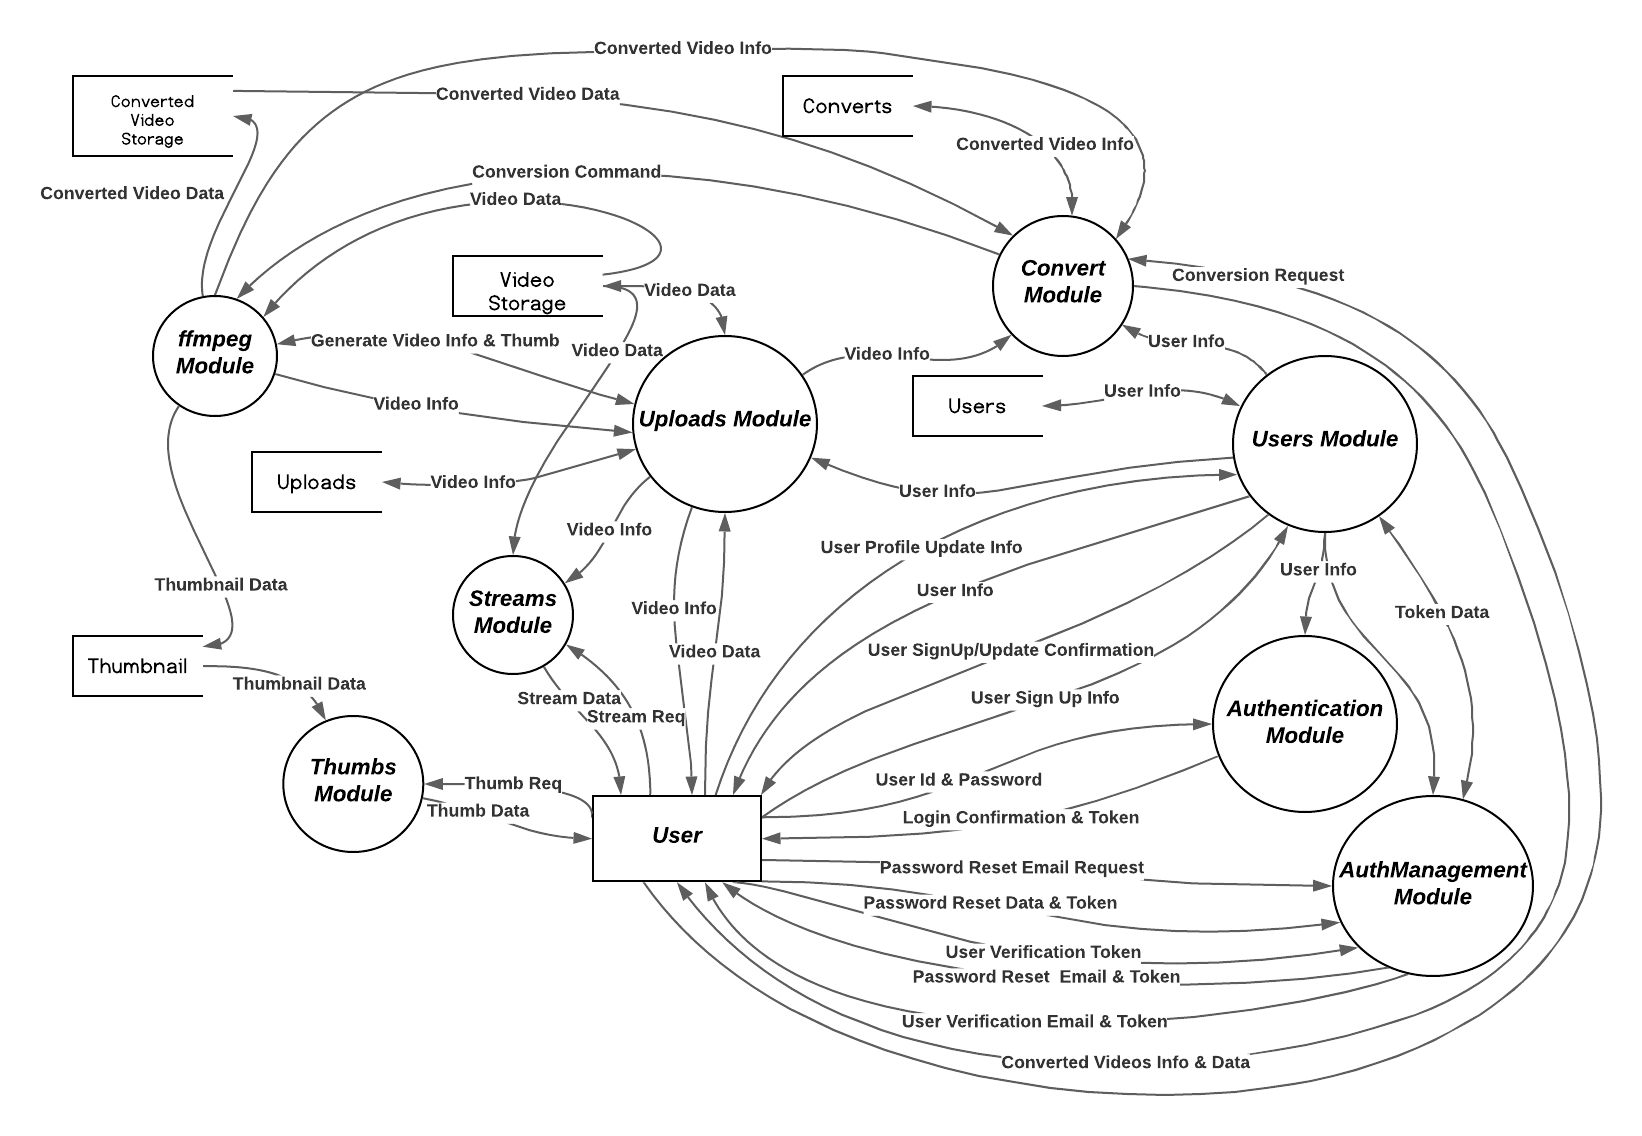 Converted Video Info
Converted
Video
Storage
Converted Video Data
Converts
Converted Video Info
Conversion Command
Converted Video Data
Video Data
Video
Storage
Video Data
Convert
Module
Conversion Request
ffmpeg
Module
Generate Video Info & Thumb
Video Data
Video Info
User Info
Video Info
Users
User Info
Uploads Module
Users Module
Uploads
Video Info
User Info
Video Info
User Profile Update Info
User Info
Thumbnail Data
User Info
Streams
Module
Video Info
Token Data
Video Data
User SignUp/Update Confirmation
Thumbnail
Thumbnail Data
Stream Data
Stream Req
User Sign Up Info
Authentication
Module
Thumbs
Module
Thumb Req
Thumb Data
User Id & Password
Login Confirmation & Token
User
Password Reset Email Request
AuthManagement
Module
Password Reset Data & Token
User Verification Token
Password Reset  Email & Token
User Verification Email & Token
Converted Videos Info & Data